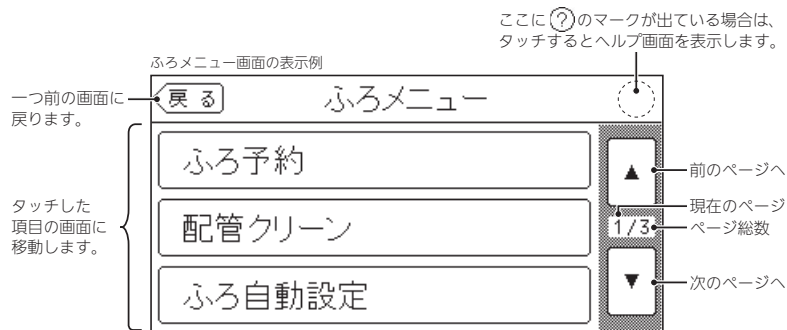 ここに?のマークが出ている場合は、
タッチするとヘルプ画面を表示します。
ふろメニュー画面の表示例
一つ前の画面に
戻ります。
戻る
ふろメニュー
タッチした
項目の画面に
移動します。
ふろ予約
配管クリーン
ふろ自動設定
▲
前のページへ
現在のページ
1/3
ページ総数
▼
次のページへ